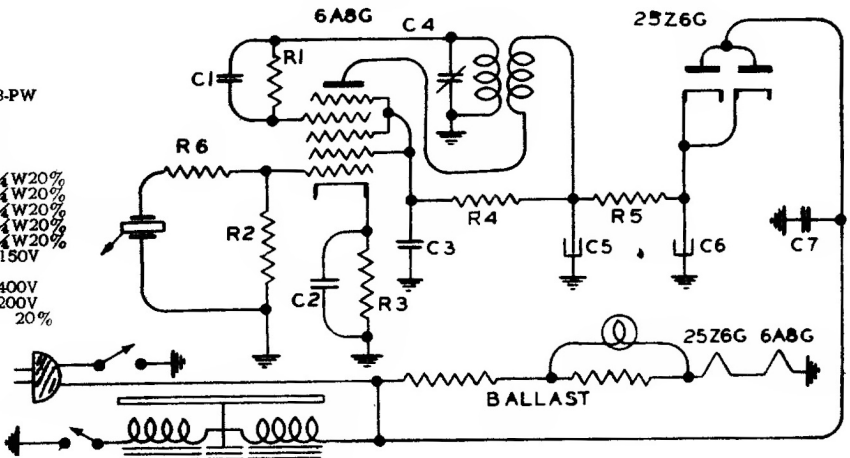 6A8G
C4
25Z6G
C1
R1
3-PW
R6
¼W20%
¼W20%
¼W20%
¼W20%
¼W20%
150V
400V
200V
20%
R2
C2
R3
C3
R4
C5
R5
C6
C7
25Z6G 6A8G
BALLAST